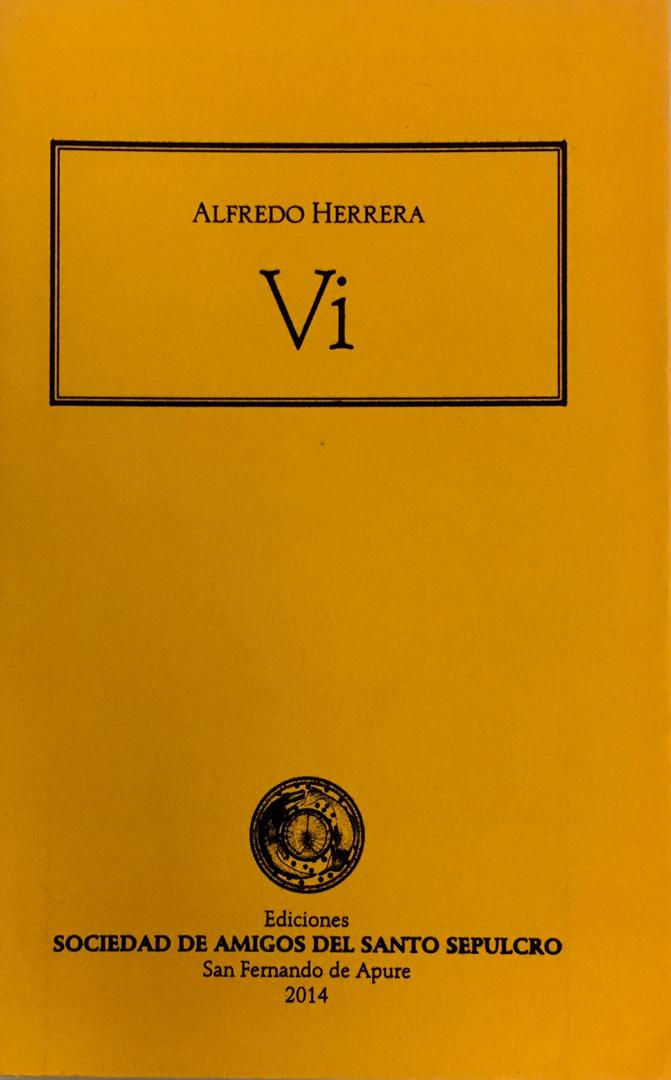 ALFREDO HERRERA
Vi
Ediciones
SOCIEDAD DE AMIGOS DEL SANTO SEPULCRO
San Fernando de Apure
2014